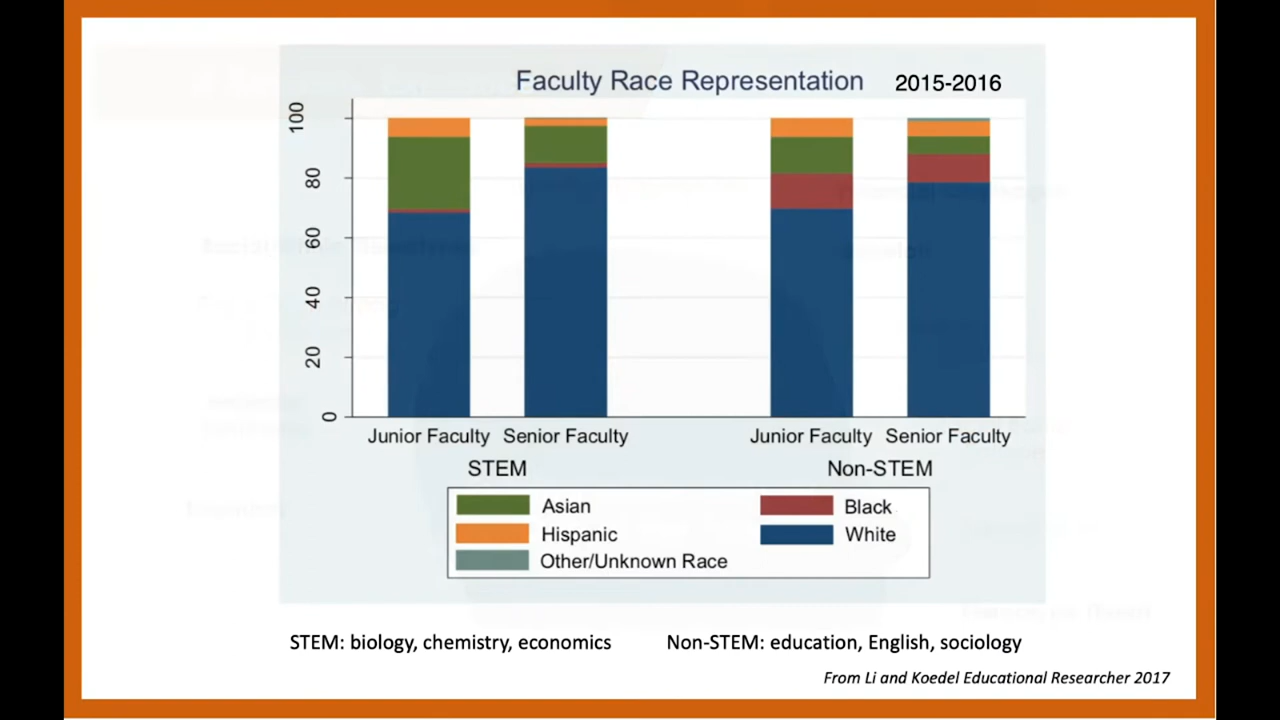 Faculty Race Representation 2015-2016
100
80
60
40
20
0
Junior Faculty Senior Faculty Junior Faculty Senior Faculty
STEM Non-STEM
Asian Black
Hispanic White
Other/Unknown Race
STEM: biology, chemistry, economics Non-STEM: education, English, sociology
From Li and Koedel Educational Researcher 2017